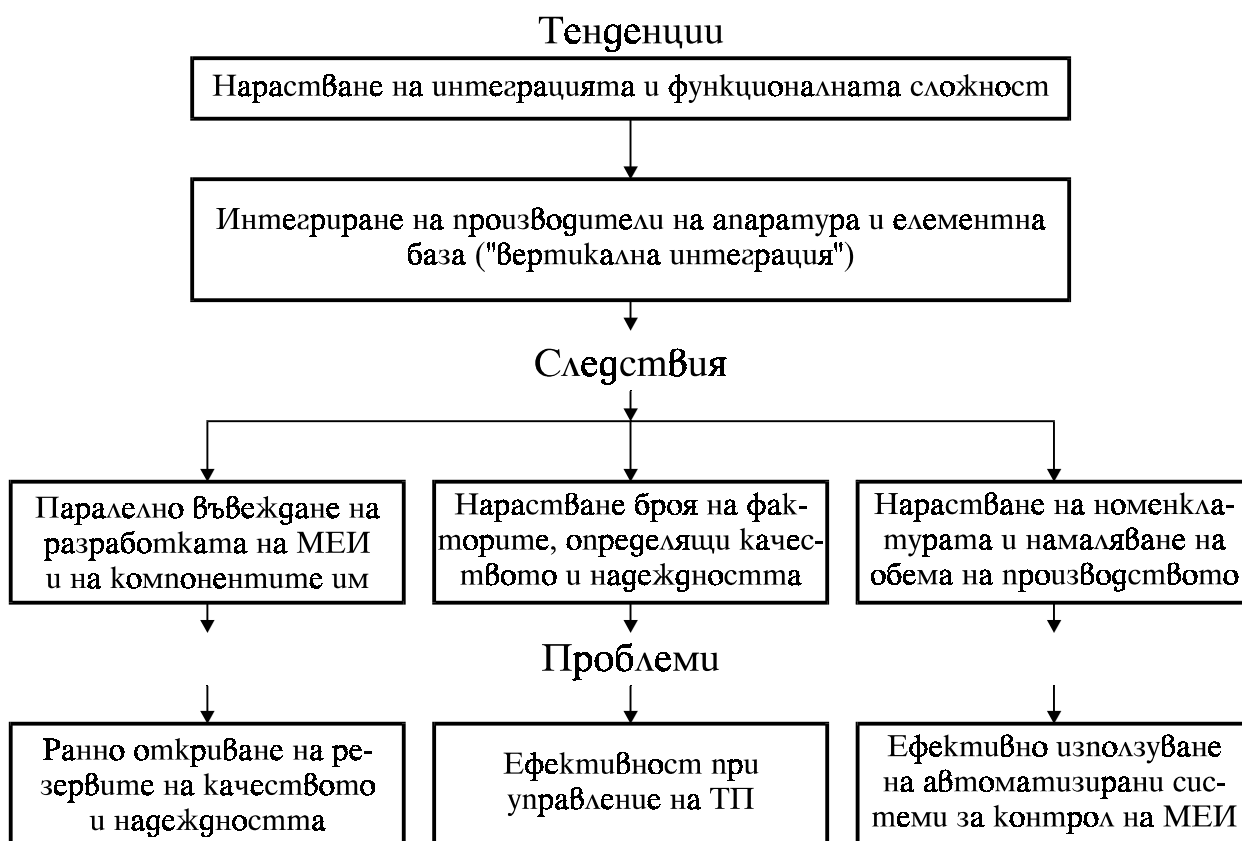 Тенденции
Нарастване на интеграцията и функционалната сложност
Интегриране на производители на апаратура и елементна
база ("вертикална интеграция")
Следствия
Паралелно въвеждане на
разработката на МЕИ
и на компонентите им
Нарастване броя на фак-
торите, определящи качес-
твото и надеждността
Нарастване на номенкла-
турата и намаляване на
обема на производството
Проблеми
Ранно откриване на ре-
зервите на качеството
и надеждността
Ефективност при
управление на ТП
Ефективно използуване
на автоматизирани сис-
теми за контрол на МЕИ